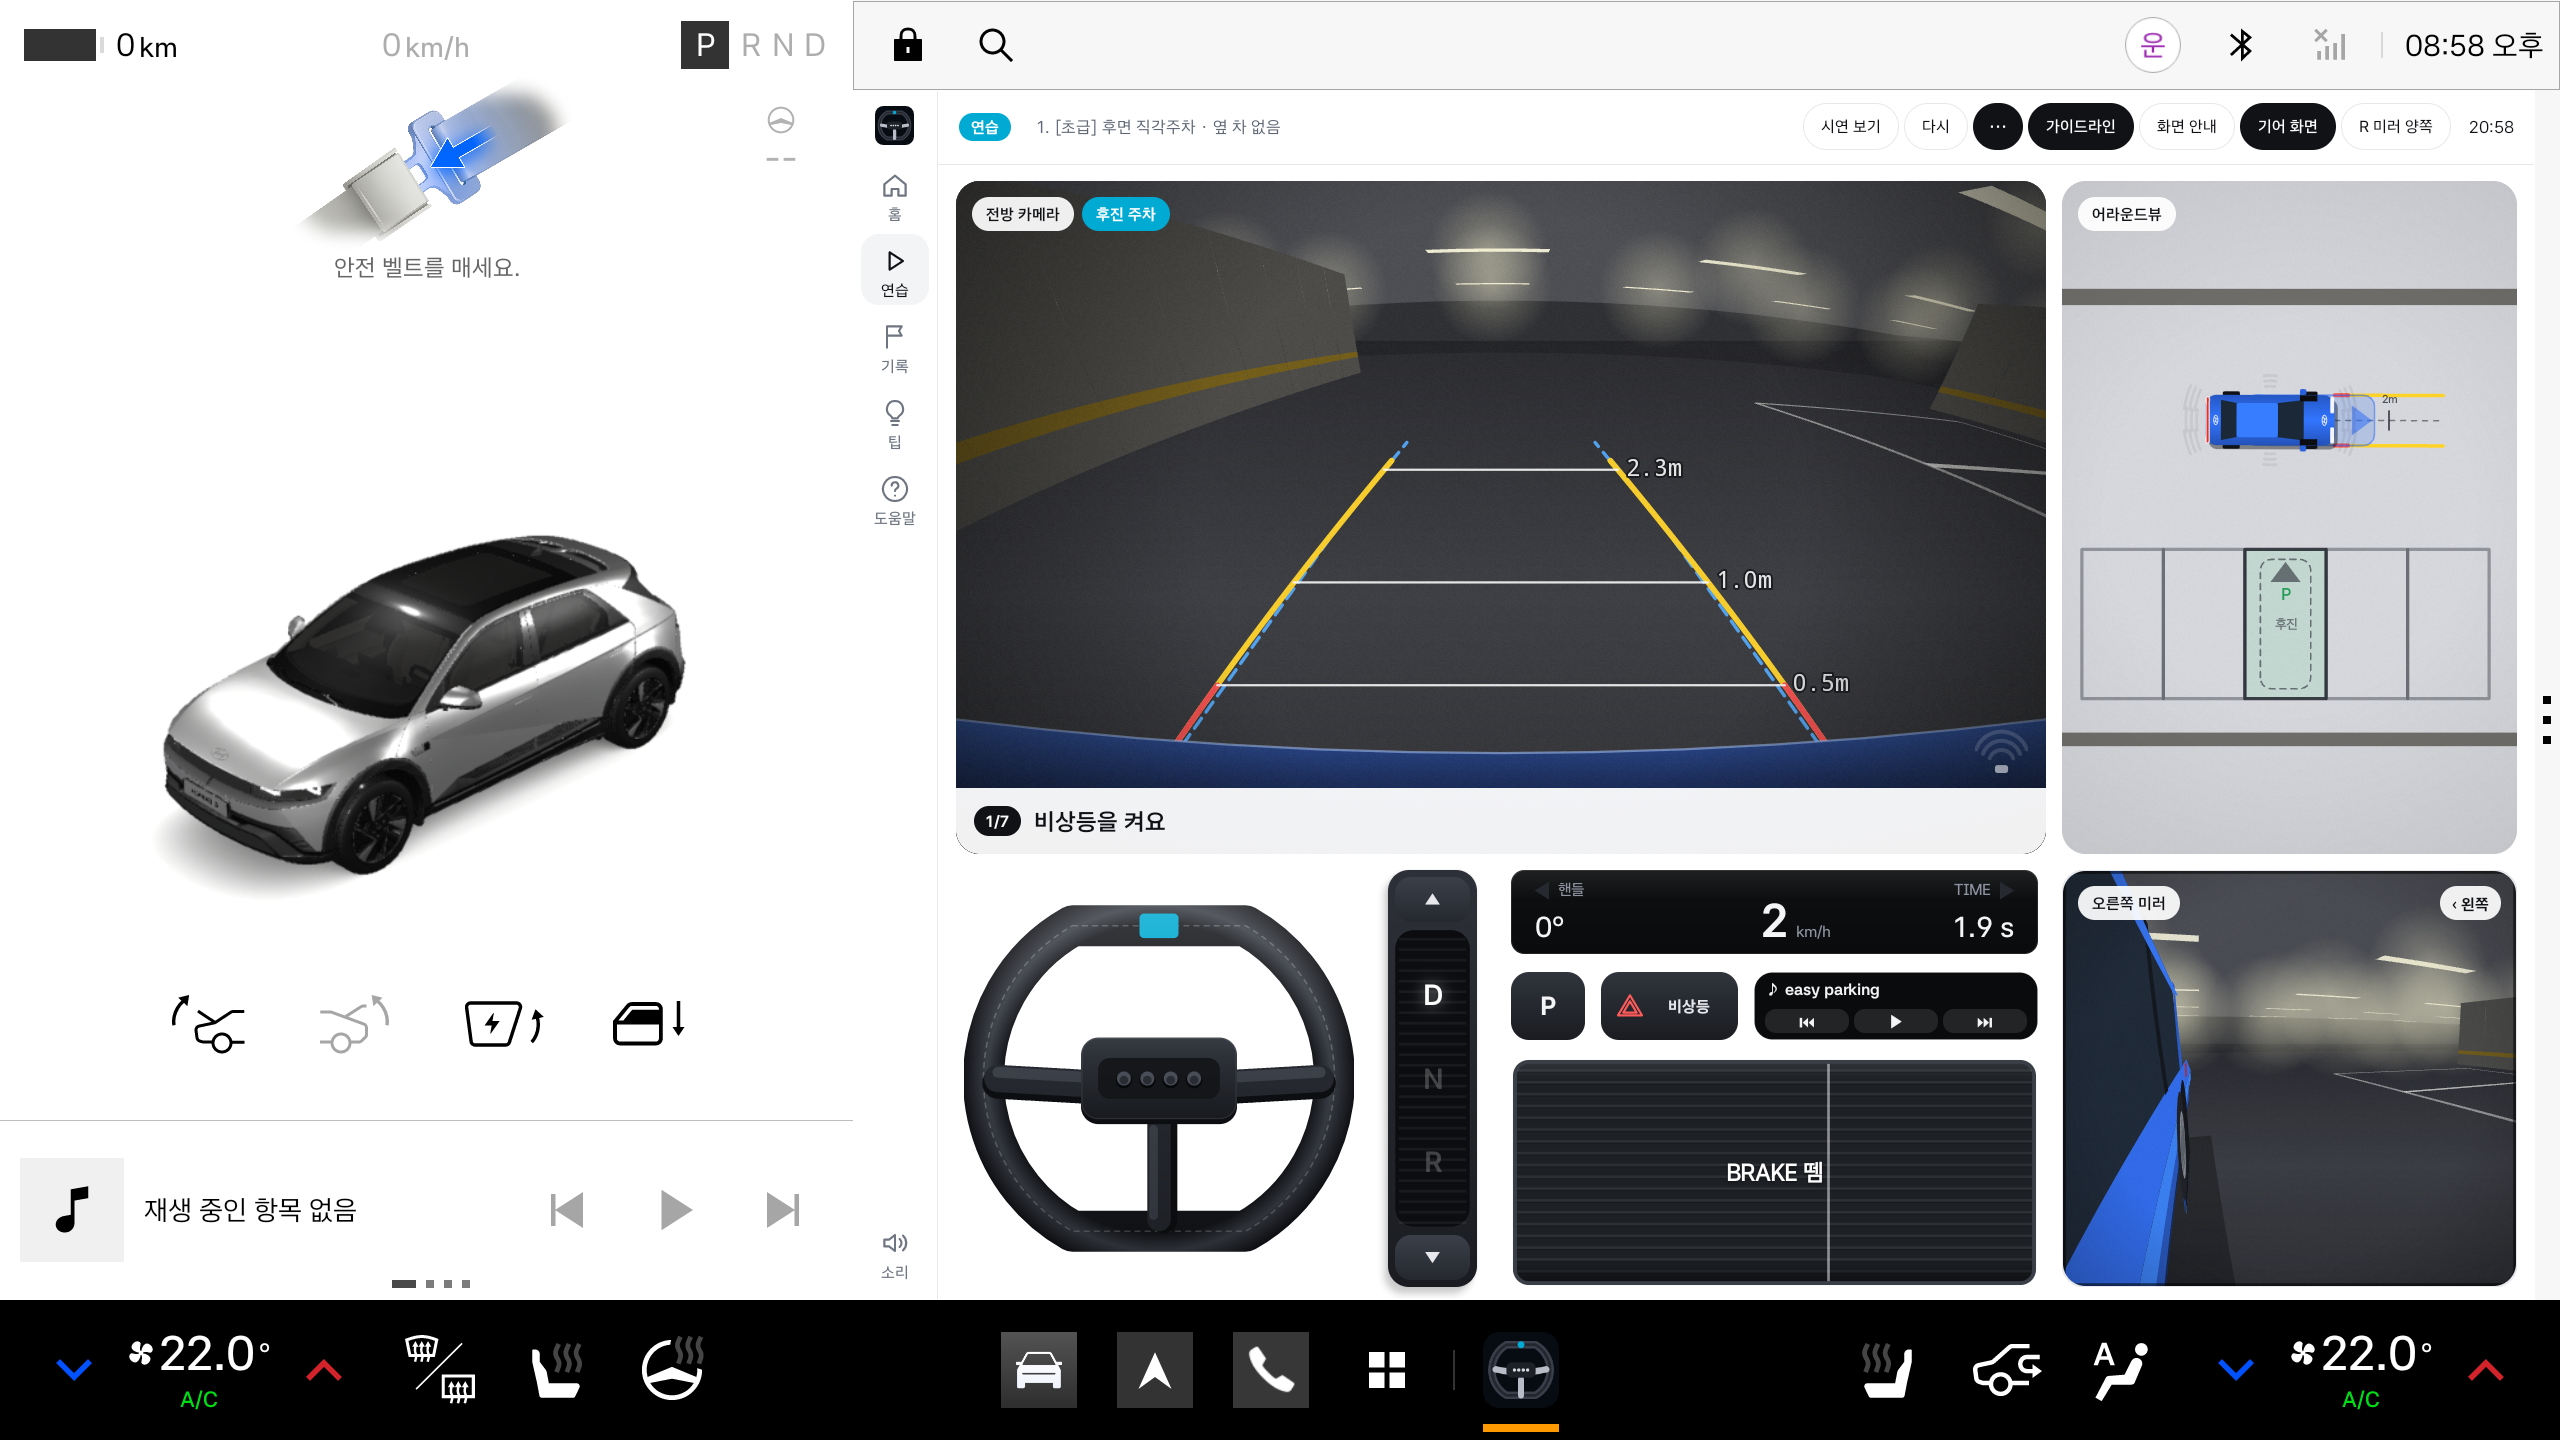 0 km
0 km/h
P R N D
안전 벨트를 매세요.
재생 중인 항목 없음
운
08:58 오후
홈
연습
기록
팁
도움말
소리
연습
1. [초급] 후면 직각주차 · 옆 차 없음
시연 보기
다시
···
가이드라인
화면 안내
기어 화면
R 미러 양쪽
20:58
전방 카메라
후진 주차
2.3m
1.0m
0.5m
1/7 비상등을 켜요
어라운드뷰
2m
P
후진
D
N
R
핸들
0°
2 km/h
TIME
1.9 s
P
비상등
♪ easy parking
BRAKE 뗌
오른쪽 미러
‹ 왼쪽
22.0°
A/C
A
22.0°
A/C